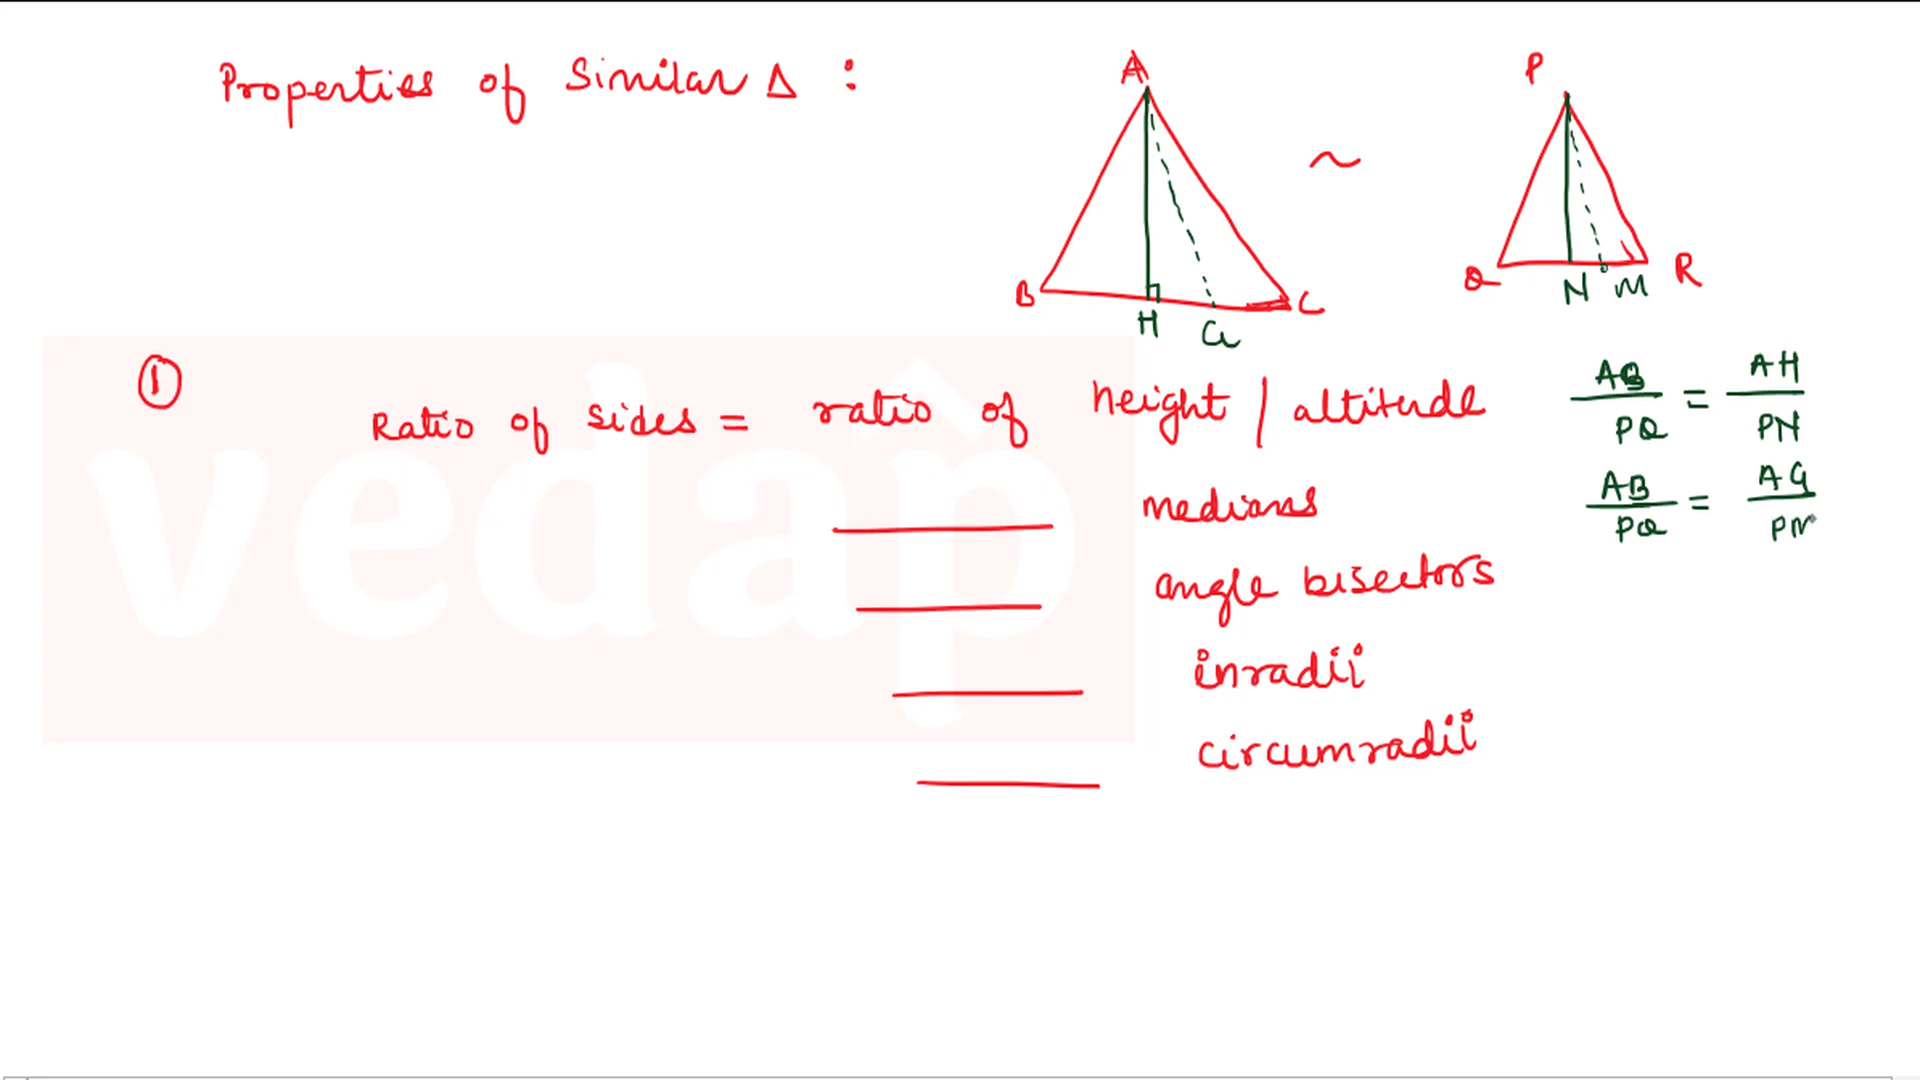 Properties of Similar Δ :
A
B
C
H
G
~
P
Q
R
N
M
①
Ratio of sides = ratio of height / altitude
medians
angle bisectors
inradii
circumradii
AB/PQ = AH/PN
AB/PQ = AG/PM
vedap